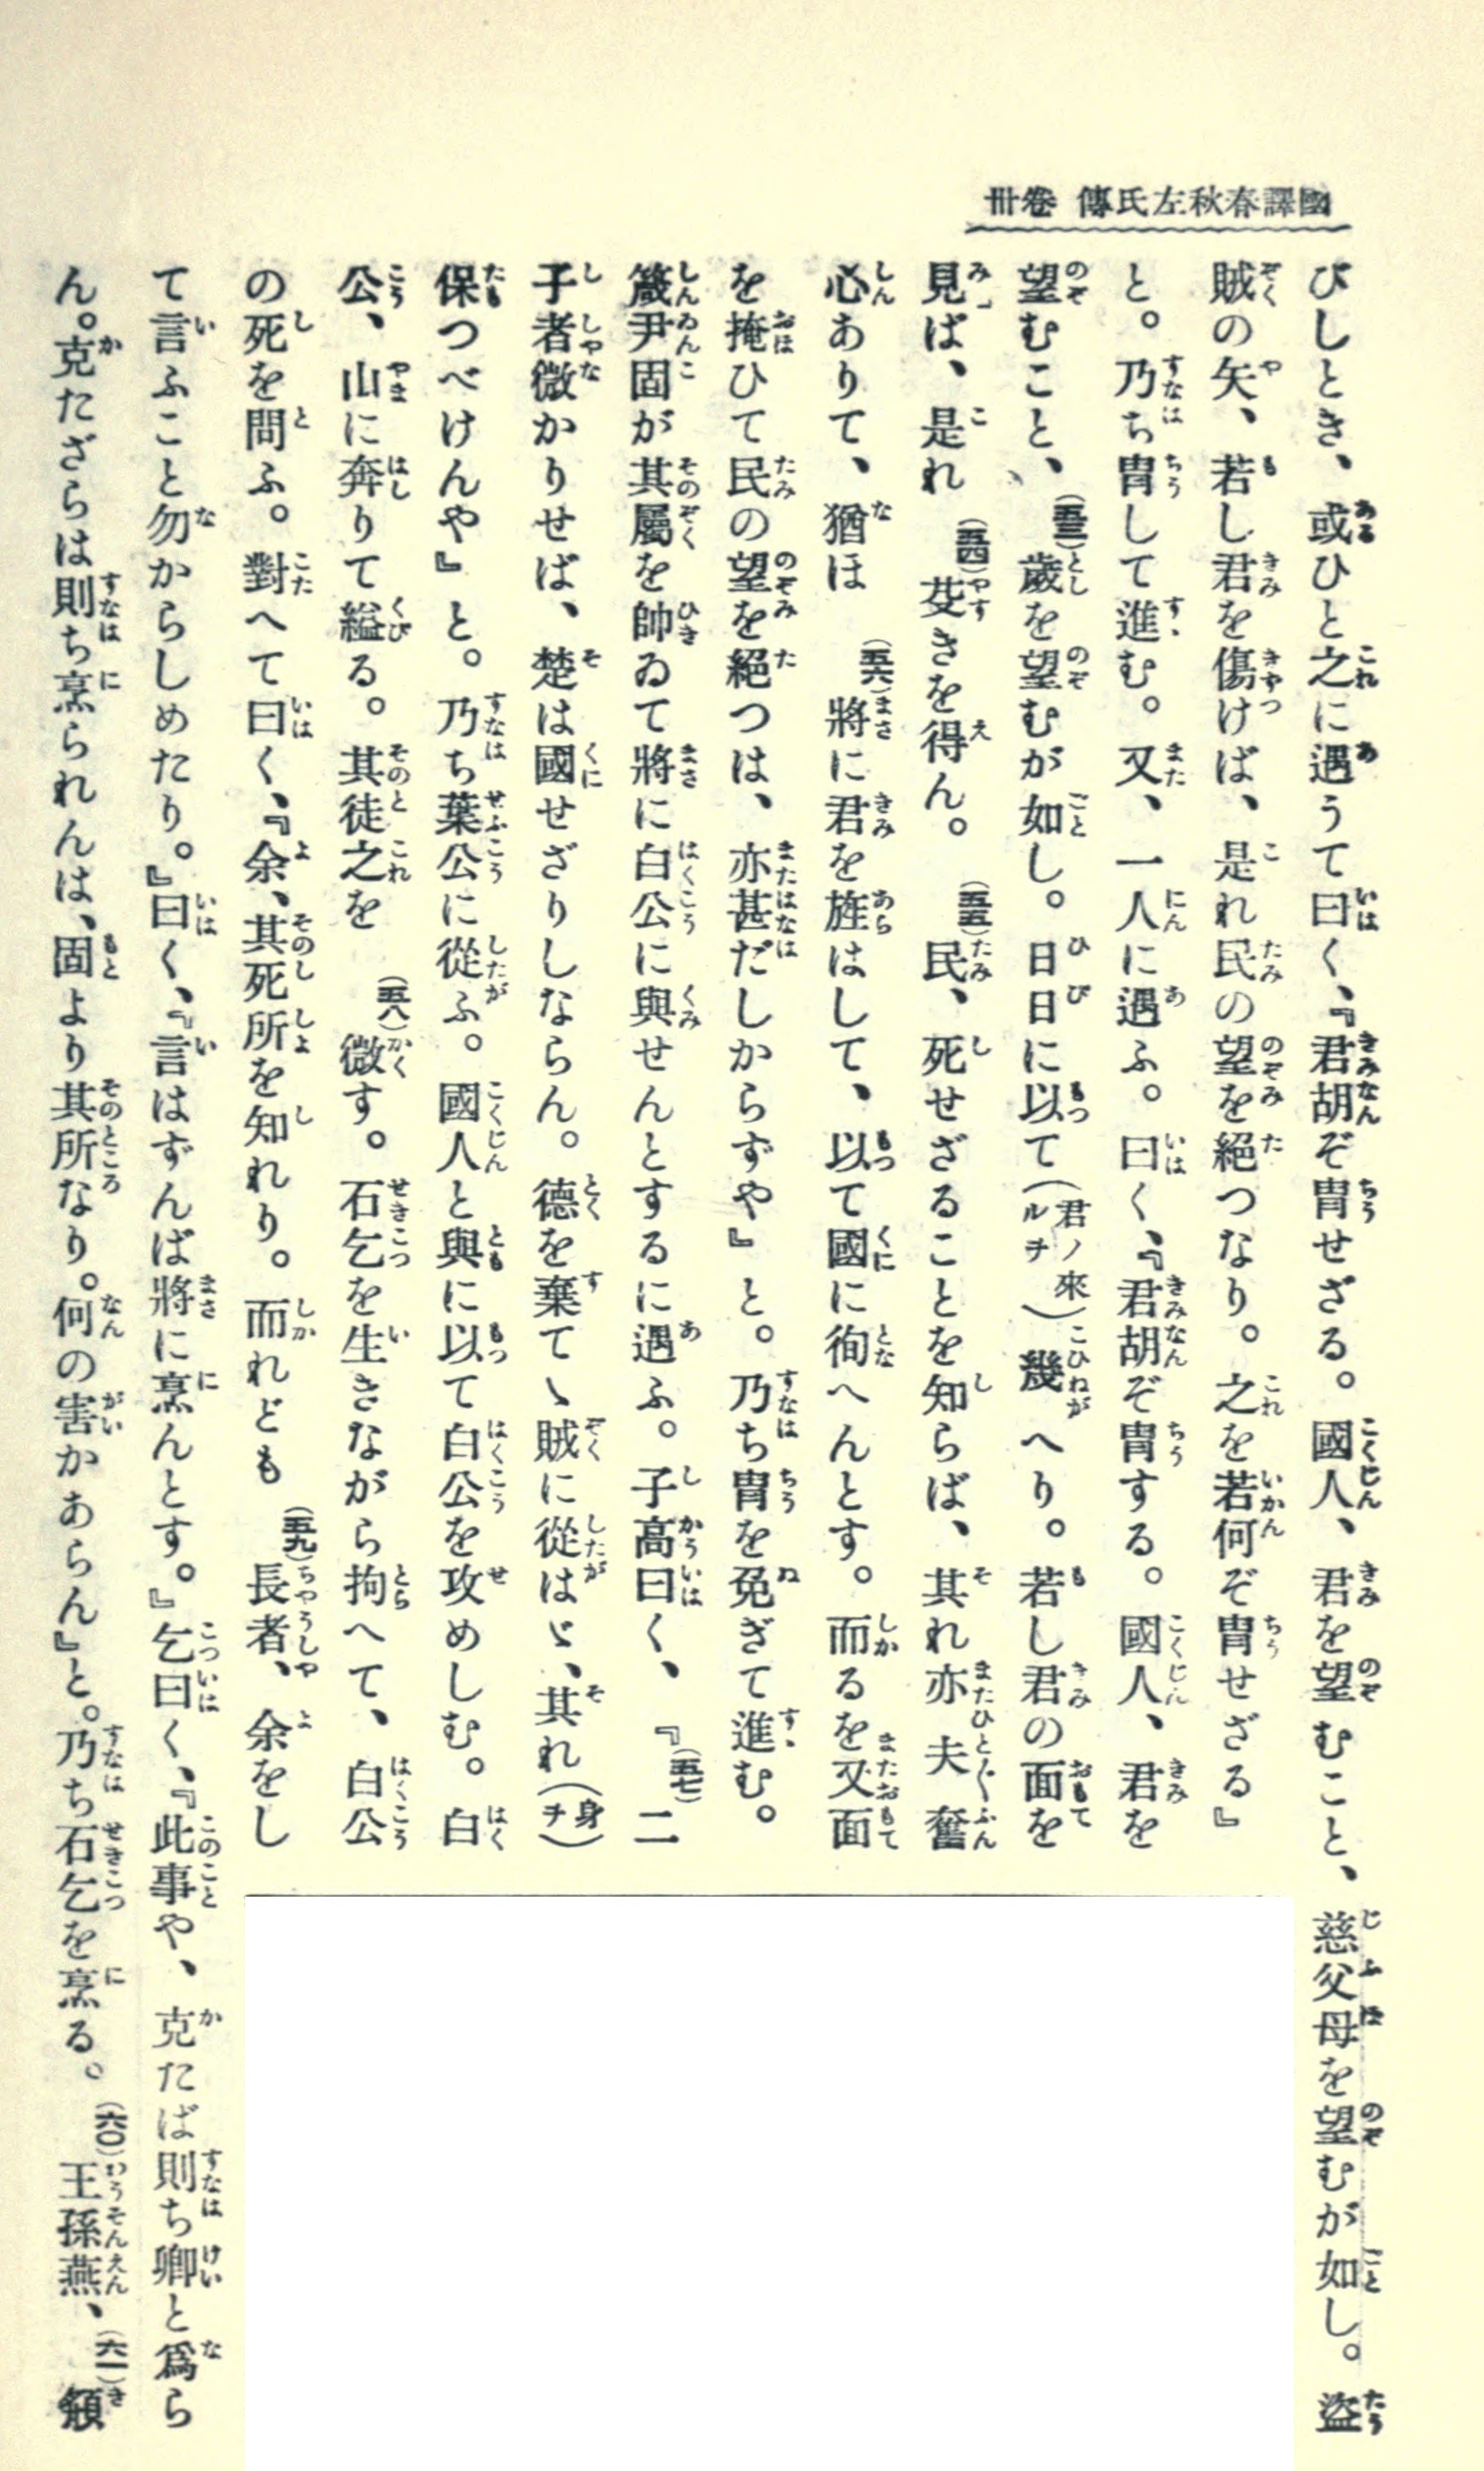 國譯春秋左氏傳 卷卅
びしとき、或ひと之に遇うて曰く、『君胡ぞ冑せざる。國人、君を望むこと、慈父母を望むが如し。盜
賊の矢、若し君を傷けば、是れ民の望を絕つなり。之を若何ぞ冑せざる』
と。乃ち冑して進む。又、一人に遇ふ。曰く、『君胡ぞ冑する。國人、君を
望むこと、(五三)歲を望むが如し。日日に以て(君ノ來ルチ)幾へり。若し君の面を
見ば、是れ(五四)艾きを得ん。(五五)民、死せざることを知らば、其れ亦夫奮
心ありて、猶ほ(五六)將に君を旌はして、以て國に徇へんとす。而るを又面
を掩ひて民の望を絕つは、亦甚だしからずや』と。乃ち冑を免ぎて進む。
箴尹固が其屬を帥ゐて將に白公に與せんとするに遇ふ。子高曰く、『(五七)二
子者微かりせば、楚は國せざりしならん。德を棄てゝ賊に從はゞ、其れ(身チ)
保つべけんや』と。乃ち葉公に從ふ。國人と與に以て白公を攻めしむ。白
公、山に奔りて縊る。其徒之を(五八)微す。石乞を生きながら拘へて、白公
の死を問ふ。對へて曰く、『余、其死所を知れり。而れども(五九)長者、余をし
て言ふこと勿からしめたり。』曰く、『言はずんば將に烹んとす。』乞曰く、『此事や、克たば則ち卿と爲ら
ん。克たざらは則ち烹られんは、固より其所なり。何の害かあらん』と。乃ち石乞を烹る。(六〇)王孫燕、(六一)頯